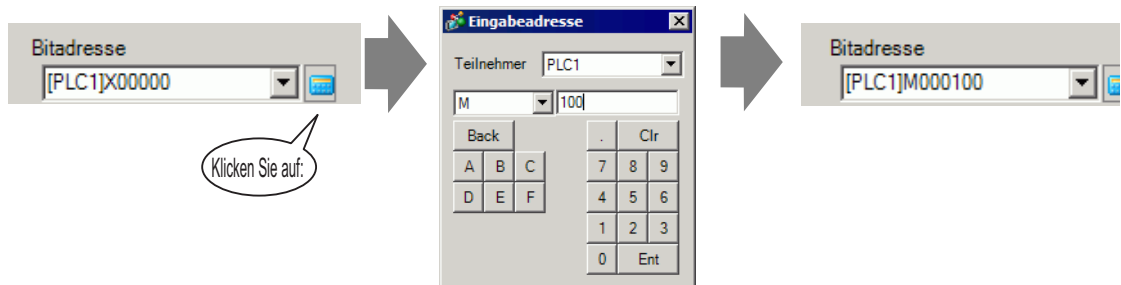 Bitadresse
[PLC1]X00000
Klicken Sie auf:
Eingabeadresse
Teilnehmer PLC1
M 100
Back . Clr
A B C 7 8 9
D E F 4 5 6
1 2 3
0 Ent
Bitadresse
[PLC1]M000100